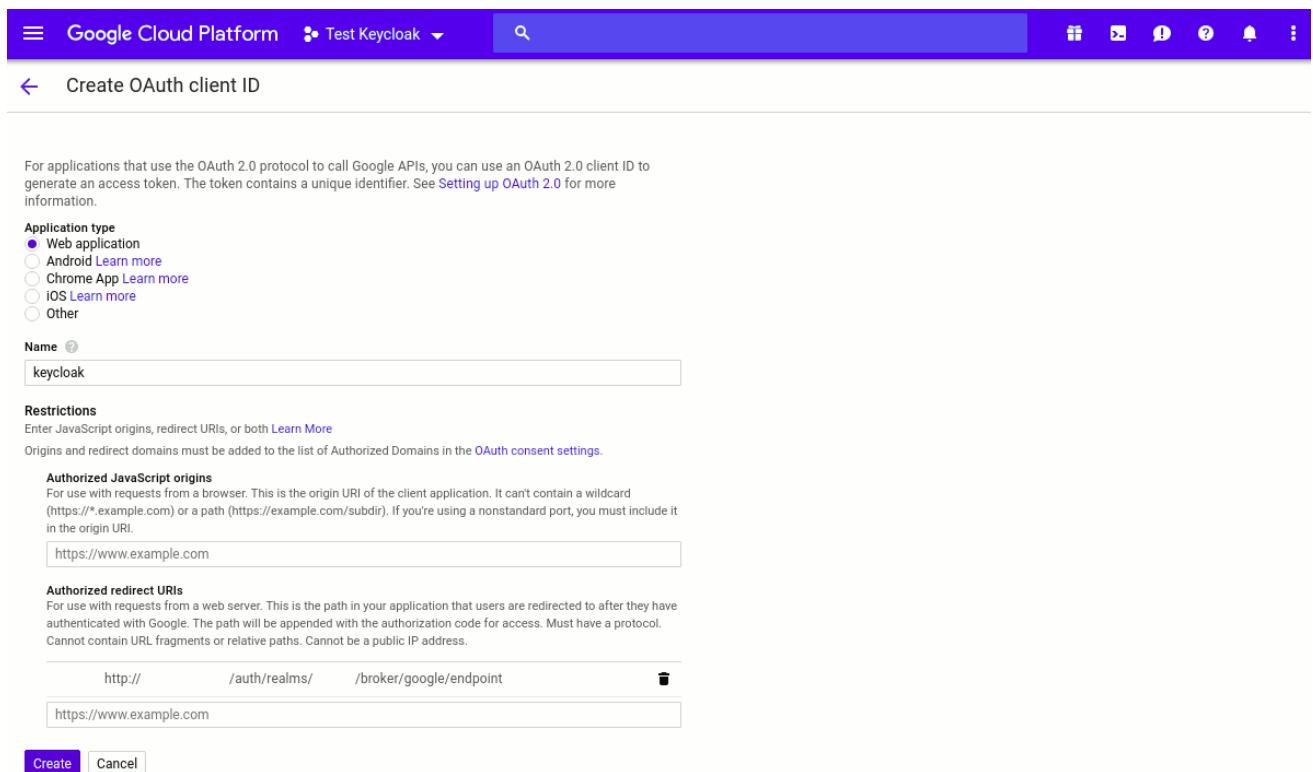 Google Cloud Platform Test Keycloak
Create OAuth client ID
For applications that use the OAuth 2.0 protocol to call Google APIs, you can use an OAuth 2.0 client ID to
generate an access token. The token contains a unique identifier. See Setting up OAuth 2.0 for more
information.
Application type
Web application
Android Learn more
Chrome App Learn more
iOS Learn more
Other
Name
keycloak
Restrictions
Enter JavaScript origins, redirect URIs, or both Learn More
Origins and redirect domains must be added to the list of Authorized Domains in the OAuth consent settings.
Authorized JavaScript origins
For use with requests from a browser. This is the origin URI of the client application. It can't contain a wildcard
(https://*.example.com) or a path (https://example.com/subdir). If you're using a nonstandard port, you must include it
in the origin URI.
https://www.example.com
Authorized redirect URIs
For use with requests from a web server. This is the path in your application that users are redirected to after they have
authenticated with Google. The path will be appended with the authorization code for access. Must have a protocol.
Cannot contain URL fragments or relative paths. Cannot be a public IP address.
http:// /auth/realms/ /broker/google/endpoint
https://www.example.com
Create Cancel